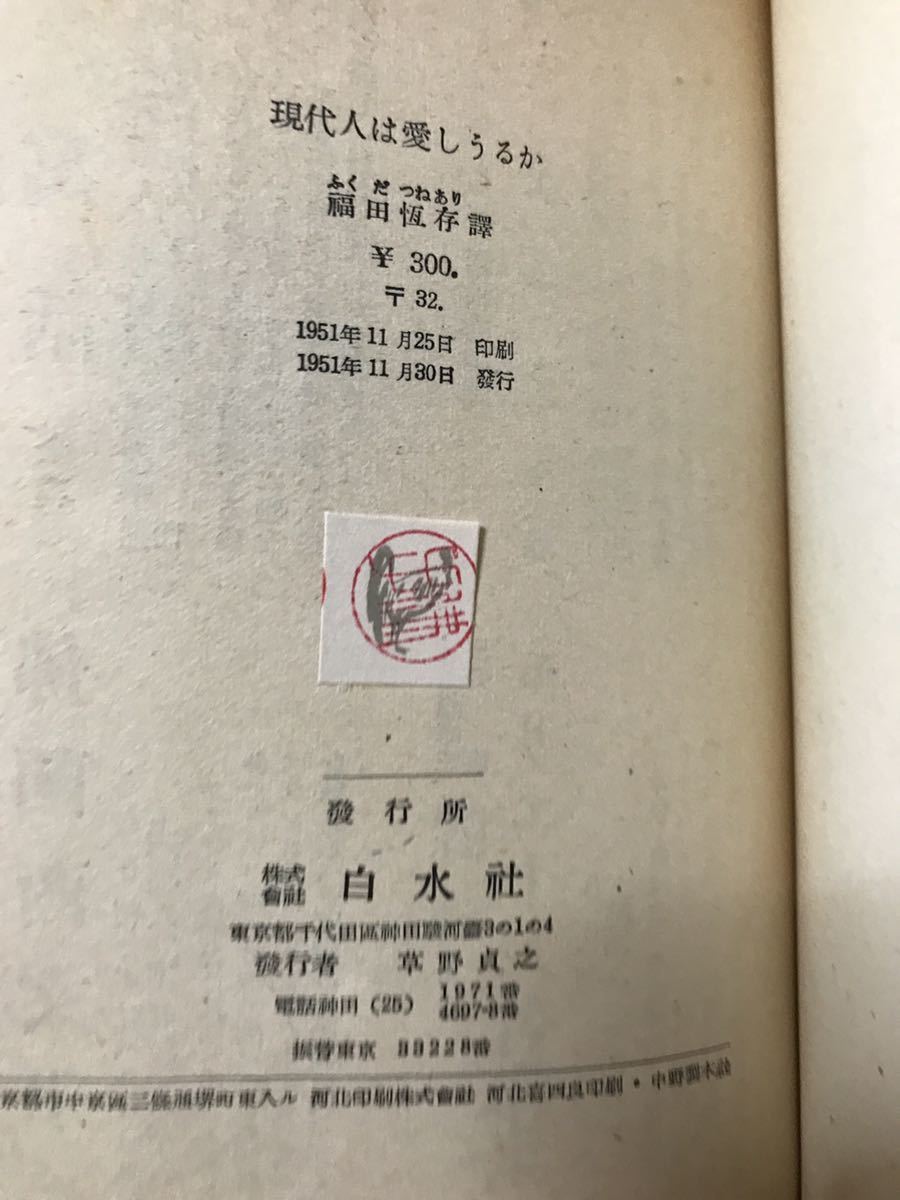 現代人は愛しうるか
ふくだつねあり
福田恆存譯
¥ 300.
〒 32.
1951年11月25日 印刷
1951年11月30日 發行
發行所
株式會社 白水社
東京都千代田區神田駿河臺3の1の4
發行者 草野貞之
電話神田(25) 1971番
4697-8番
振替東京 33228番
京都市中京區三條通堺町東入ル 河北印刷株式會社 河北喜四良印刷・中野製本